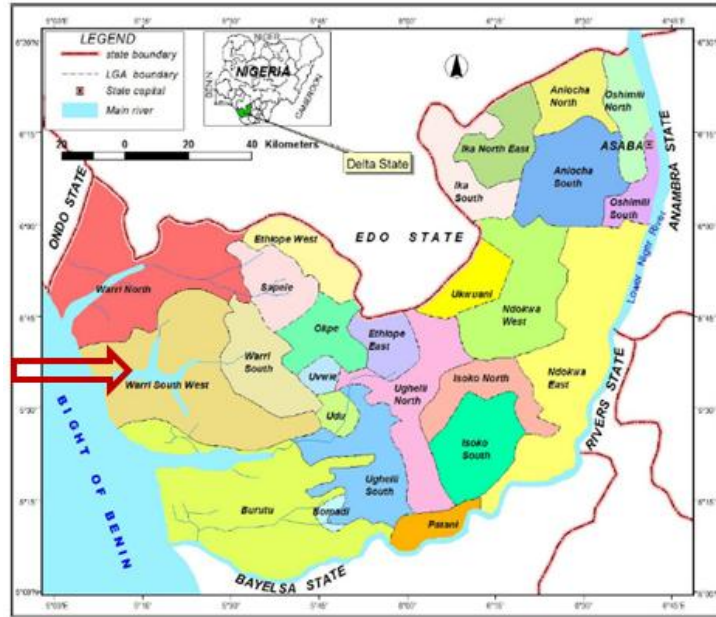 LEGEND
state boundary
LGA boundary
State capital
Main river
NIGER
BENIN
NIGERIA
CAMEROON
Delta State
20 0 20 40 Kilometers
ONDO STATE
EDO STATE
ANAMBRA STATE
RIVERS STATE
BAYELSA STATE
BIGHT OF BENIN
Aniocha
North
Oshimili
North
Ika North East
ASABA
Ika
South
Aniocha
South
Oshimili
South
Ethiope West
Warri North
Sapele
Ukwuani
Ndokwa
West
Okpe
Ethiope
East
Warri
South
Warri South West
Uvwie
Ughelli
North
Isoko North
Ndokwa
East
Udu
Isoko
South
Ughelli
South
Burutu
Bomadi
Patani